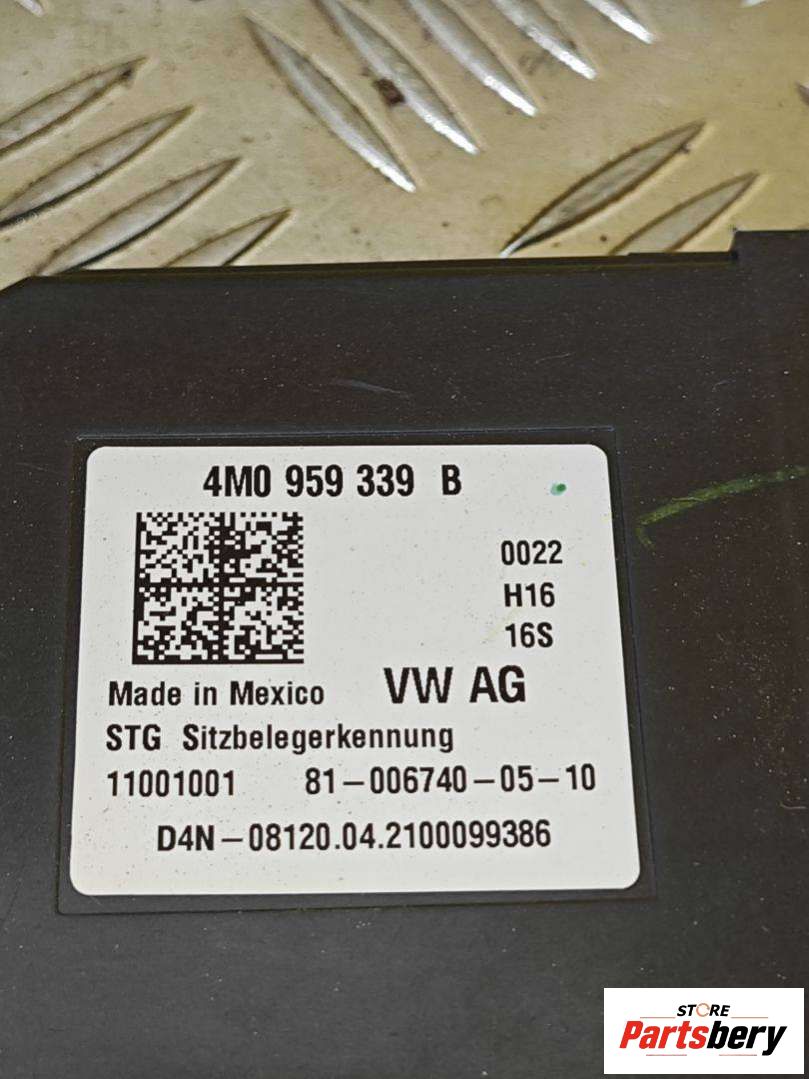 4M0 959 339 B
0022
H16
16S
Made in Mexico VW AG
STG Sitzbelegerkennung
11001001 81-006740-05-10
D4N-08120.04.2100099386
STORE
Partsbery